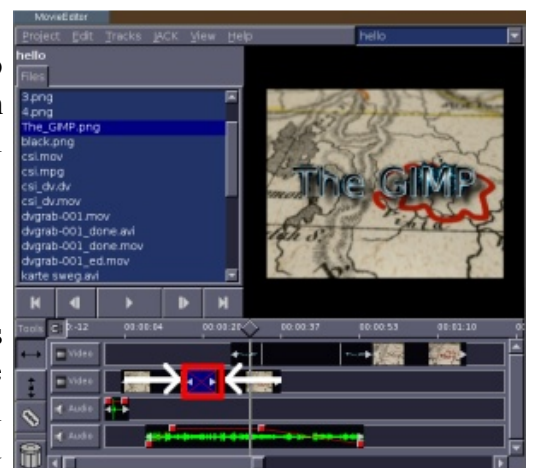 MovieEditor
Project Edit Tracks JACK View Help
hello
hello
Files
3.png
4.png
The_GIMP.png
black.png
csi.mov
csi.mpg
csi_dv.dv
csi_dv.mov
dvgrab-001.mov
dvgrab-001_done.avi
dvgrab-001_done.mov
dvgrab-001_ed.mov
karte sweg.avi
The GIMP
Tools 00:00:04 00:00:37 00:00:53 00:01:10
Video
Video
Audio
Audio